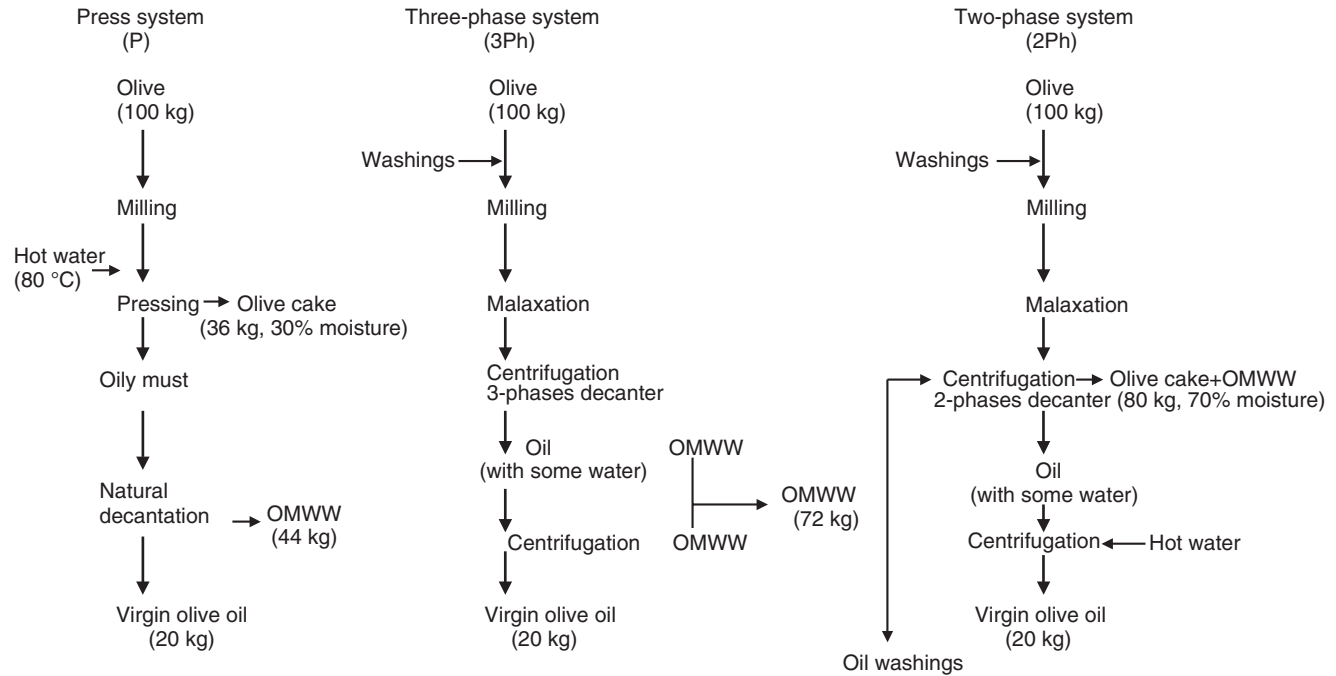 Press system
(P)
Olive
(100 kg)
Milling
Hot water
(80 °C)
Pressing
Olive cake
(36 kg, 30% moisture)
Oily must
Natural
decantation
OMWW
(44 kg)
Virgin olive oil
(20 kg)
Three-phase system
(3Ph)
Olive
(100 kg)
Washings
Milling
Malaxation
Centrifugation
3-phases decanter
Oil
(with some water)
OMWW
OMWW
OMWW
(72 kg)
Centrifugation
Virgin olive oil
(20 kg)
Two-phase system
(2Ph)
Olive
(100 kg)
Washings
Milling
Malaxation
Centrifugation
2-phases decanter
Olive cake+OMWW
(80 kg, 70% moisture)
Oil
(with some water)
Centrifugation
Hot water
Virgin olive oil
(20 kg)
Oil washings